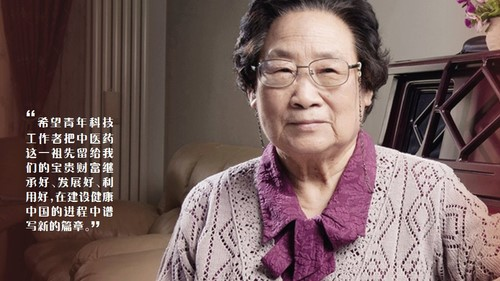 “希望青年科技
工作者把中医药
这一祖先留给我
们的宝贵财富继
承好、发展好、利
用好,在建设健康
中国的进程中谱
写新的篇章。”